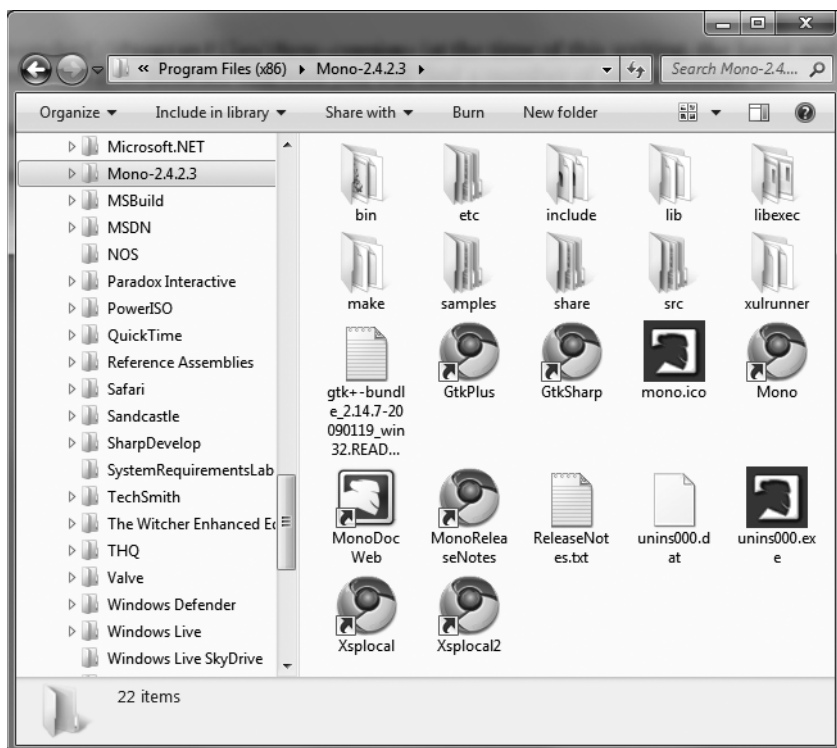 « Program Files (x86) ▸ Mono-2.4.2.3 ▸
Search Mono-2.4....
Organize ▾ Include in library ▾ Share with ▾ Burn New folder
Microsoft.NET
Mono-2.4.2.3
MSBuild
MSDN
NOS
Paradox Interactive
PowerISO
QuickTime
Reference Assemblies
Safari
Sandcastle
SharpDevelop
SystemRequirementsLab
TechSmith
The Witcher Enhanced Ec
THQ
Valve
Windows Defender
Windows Live
Windows Live SkyDrive
bin
etc
include
lib
libexec
make
samples
share
src
xulrunner
gtk+-bundl
e_2.14.7-20
090119_win
32.READ...
GtkPlus
GtkSharp
mono.ico
Mono
MonoDoc
Web
MonoRelea
seNotes
ReleaseNot
es.txt
unins000.d
at
unins000.ex
e
Xsplocal
Xsplocal2
22 items